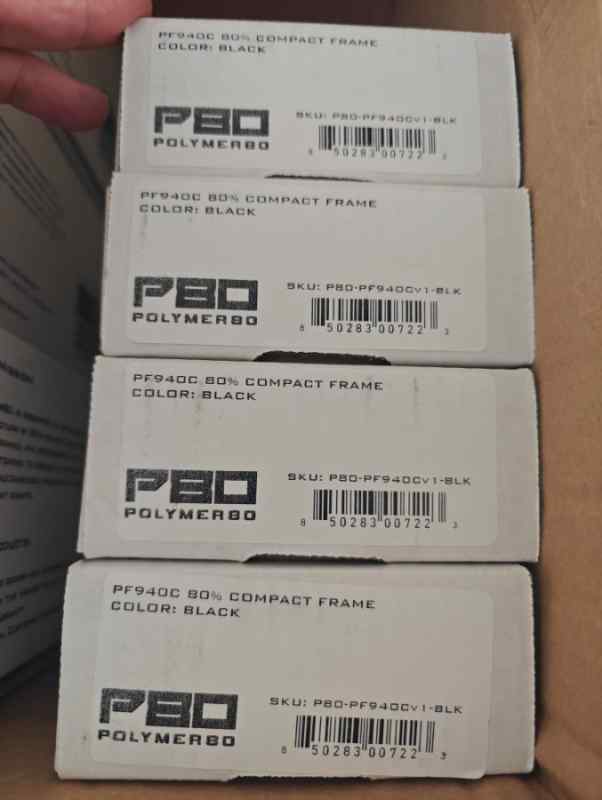 PF940C 80% COMPACT FRAME
COLOR: BLACK
P80
POLYMER80
SKU: P80-PF940Cv1-BLK
8 50283 00722 3
PF940C 80% COMPACT FRAME
COLOR: BLACK
P80
POLYMER80
SKU: P80-PF940Cv1-BLK
8 50283 00722 3
PF940C 80% COMPACT FRAME
COLOR: BLACK
P80
POLYMER80
SKU: P80-PF940Cv1-BLK
8 50283 00722 3
PF940C 80% COMPACT FRAME
COLOR: BLACK
P80
POLYMER80
SKU: P80-PF940Cv1-BLK
8 50283 00722 3